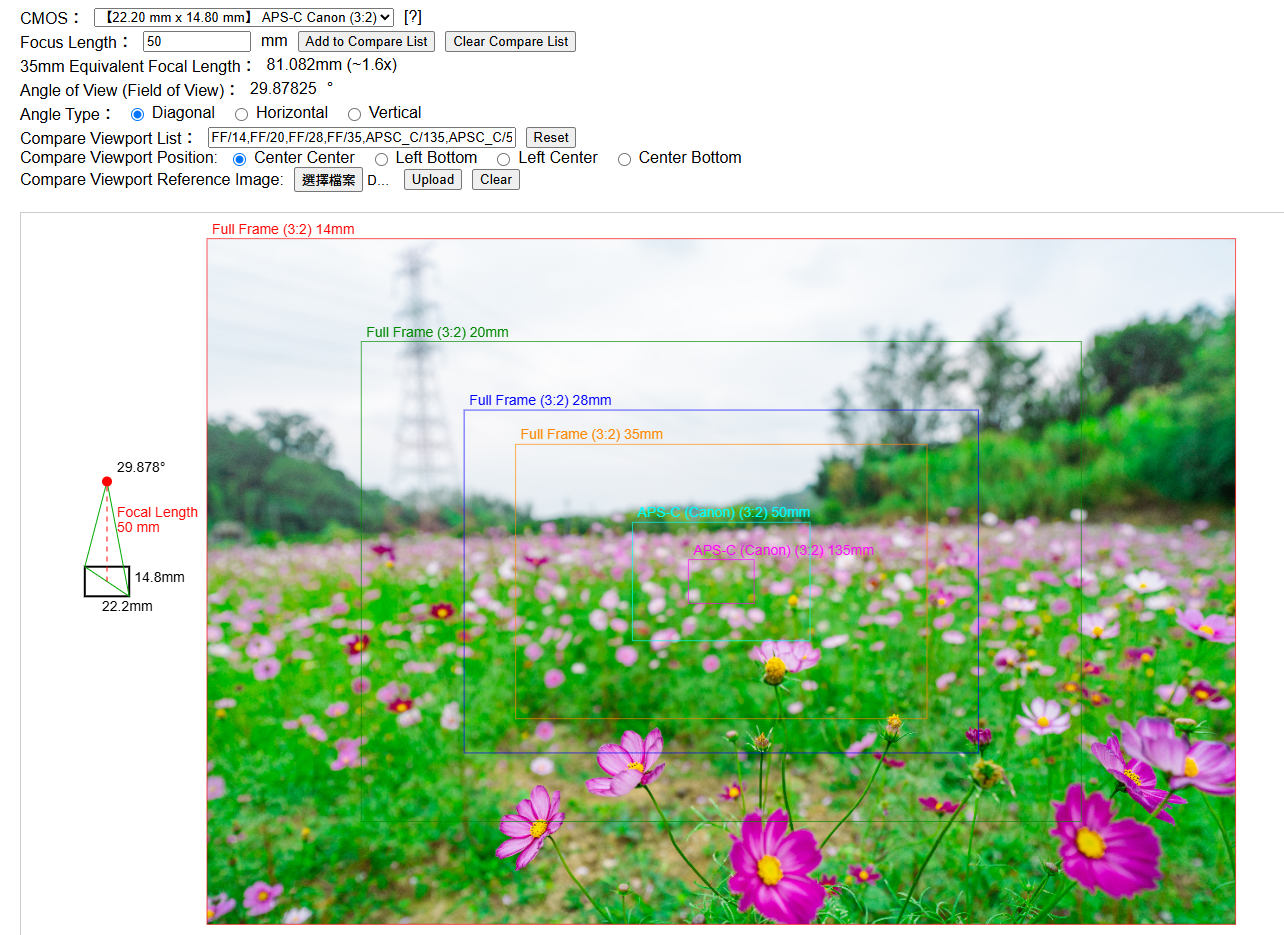 CMOS： 【22.20 mm x 14.80 mm】 APS-C Canon (3:2) [?]
Focus Length： 50 mm Add to Compare List Clear Compare List
35mm Equivalent Focal Length： 81.082mm (~1.6x)
Angle of View (Field of View)： 29.87825 °
Angle Type： Diagonal Horizontal Vertical
Compare Viewport List： FF/14,FF/20,FF/28,FF/35,APSC_C/135,APSC_C/5 Reset
Compare Viewport Position: Center Center Left Bottom Left Center Center Bottom
Compare Viewport Reference Image: 選擇檔案 D... Upload Clear
Full Frame (3:2) 14mm
Full Frame (3:2) 20mm
Full Frame (3:2) 28mm
Full Frame (3:2) 35mm
29.878°
Focal Length
50 mm
APS-C (Canon) (3:2) 50mm
APS-C (Canon) (3:2) 135mm
14.8mm
22.2mm